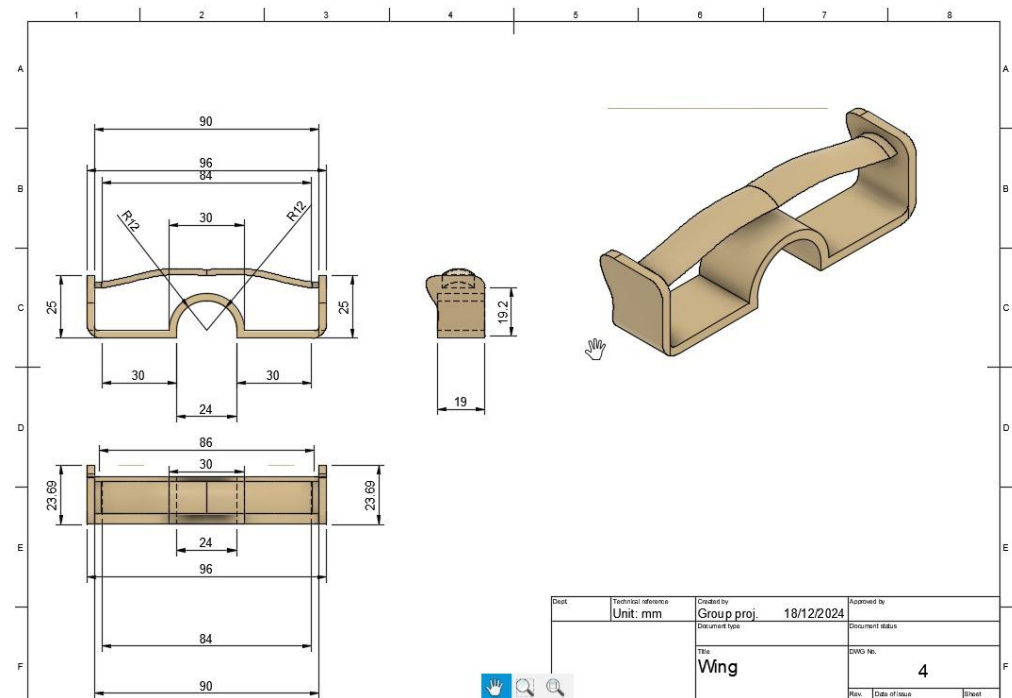 1 2 3 4 5 6 7 8
A A
B B
C C
D D
E E
F F
90
96
84
R12 30 R12
25 25
30 30
24
19.2
19
86
30
23.69 23.69
24
96
84
90
Dept. Technical reference Created by Approved by
Unit: mm Group proj. 18/12/2024
Document type Document status
Title DWG No.
Wing 4
Rev. Date of issue Sheet